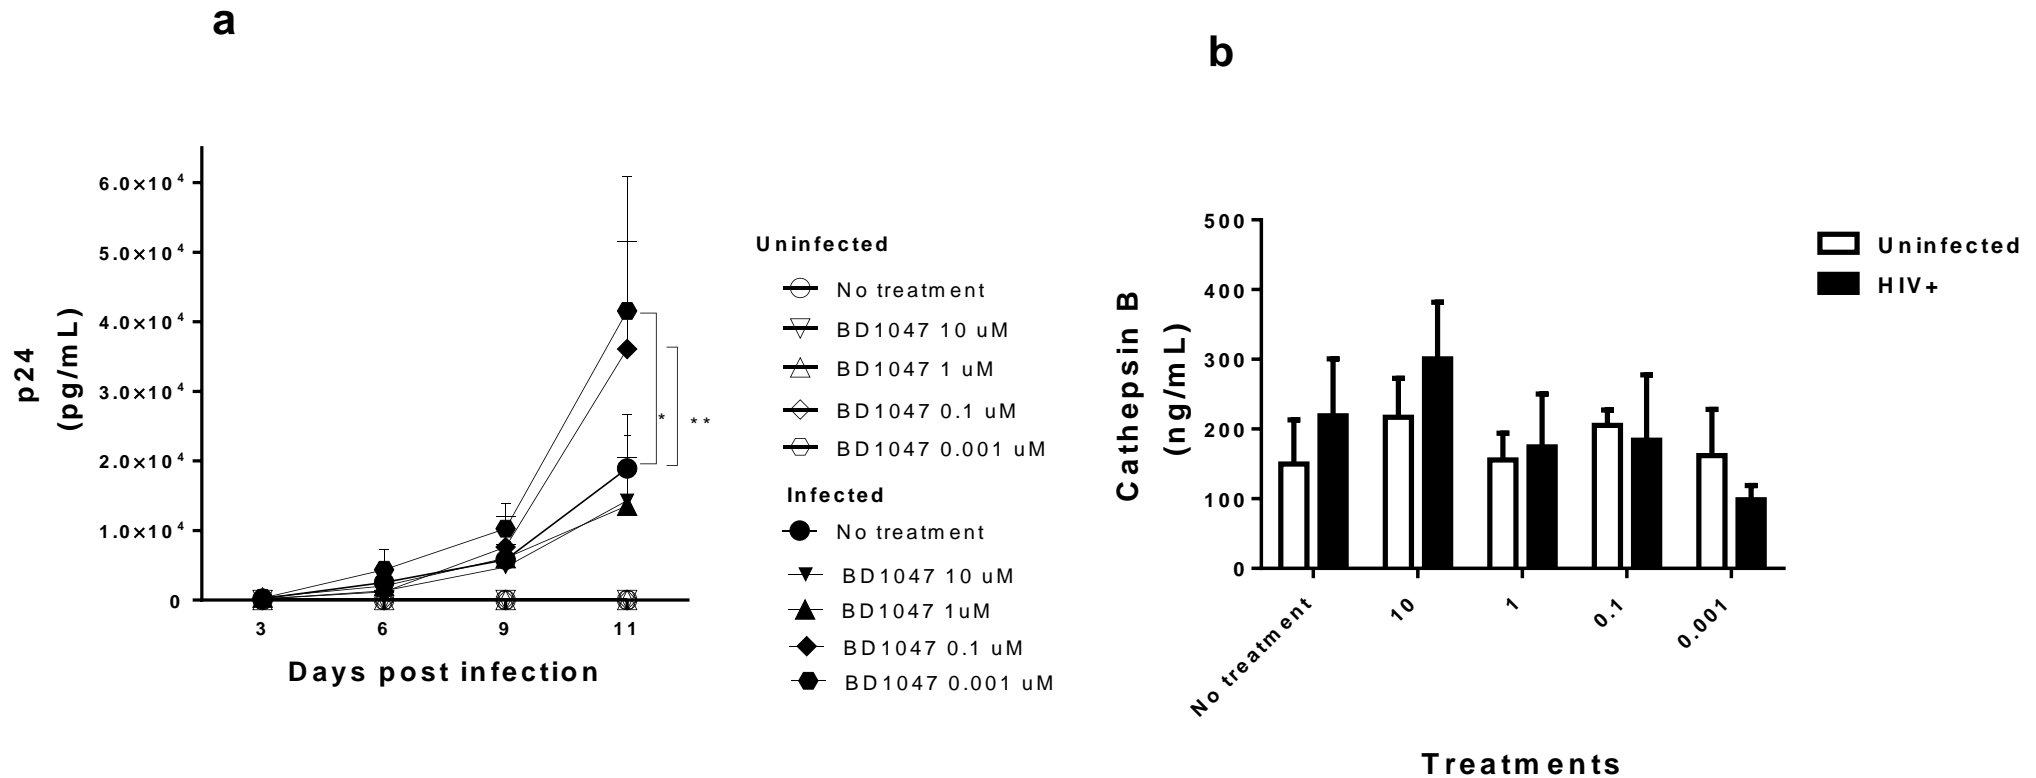 a
p24
(pg/mL)
6.0×10⁴
5.0×10⁴
4.0×10⁴
3.0×10⁴
2.0×10⁴
1.0×10⁴
0
3 6 9 11
Days post infection
*
**
Uninfected
No treatment
BD1047 10 uM
BD1047 1 uM
BD1047 0.1 uM
BD1047 0.001 uM
Infected
No treatment
BD1047 10 uM
BD1047 1uM
BD1047 0.1 uM
BD1047 0.001 uM
b
Cathepsin B
(ng/mL)
500
400
300
200
100
0
No treatment
10
1
0.1
0.001
Treatments
Uninfected
HIV+